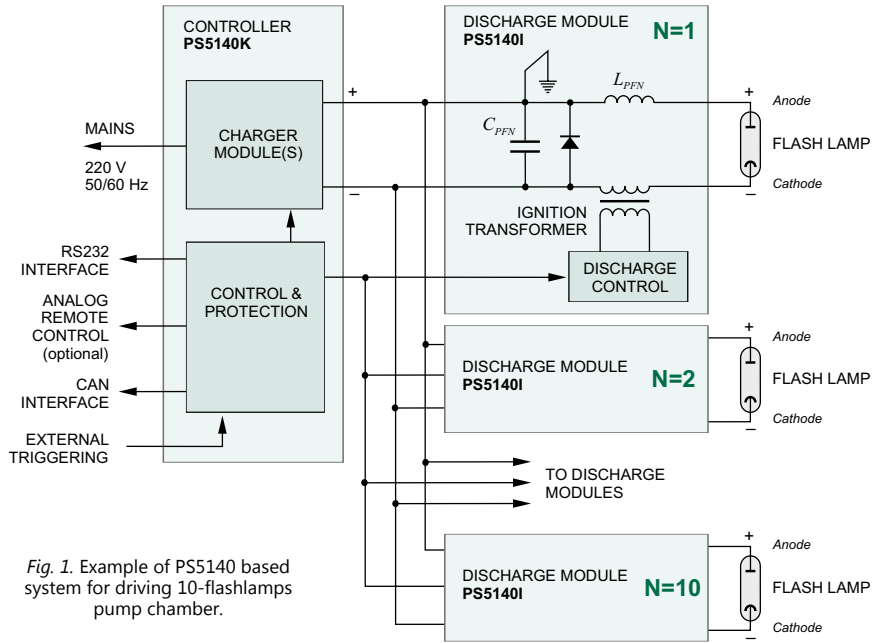 CONTROLLER
PS5140K
CHARGER
MODULE(S)
+
–
MAINS
220 V
50/60 Hz
RS232
INTERFACE
ANALOG
REMOTE
CONTROL
(optional)
CAN
INTERFACE
EXTERNAL
TRIGGERING
CONTROL &
PROTECTION
DISCHARGE MODULE
PS5140I
N=1
C_PFN
L_PFN
IGNITION
TRANSFORMER
DISCHARGE
CONTROL
+
Anode
FLASH LAMP
Cathode
–
DISCHARGE MODULE
PS5140I
N=2
+
Anode
FLASH LAMP
Cathode
–
TO DISCHARGE
MODULES
DISCHARGE MODULE
PS5140I
N=10
+
Anode
FLASH LAMP
Cathode
–
Fig. 1. Example of PS5140 based
system for driving 10-flashlamps
pump chamber.